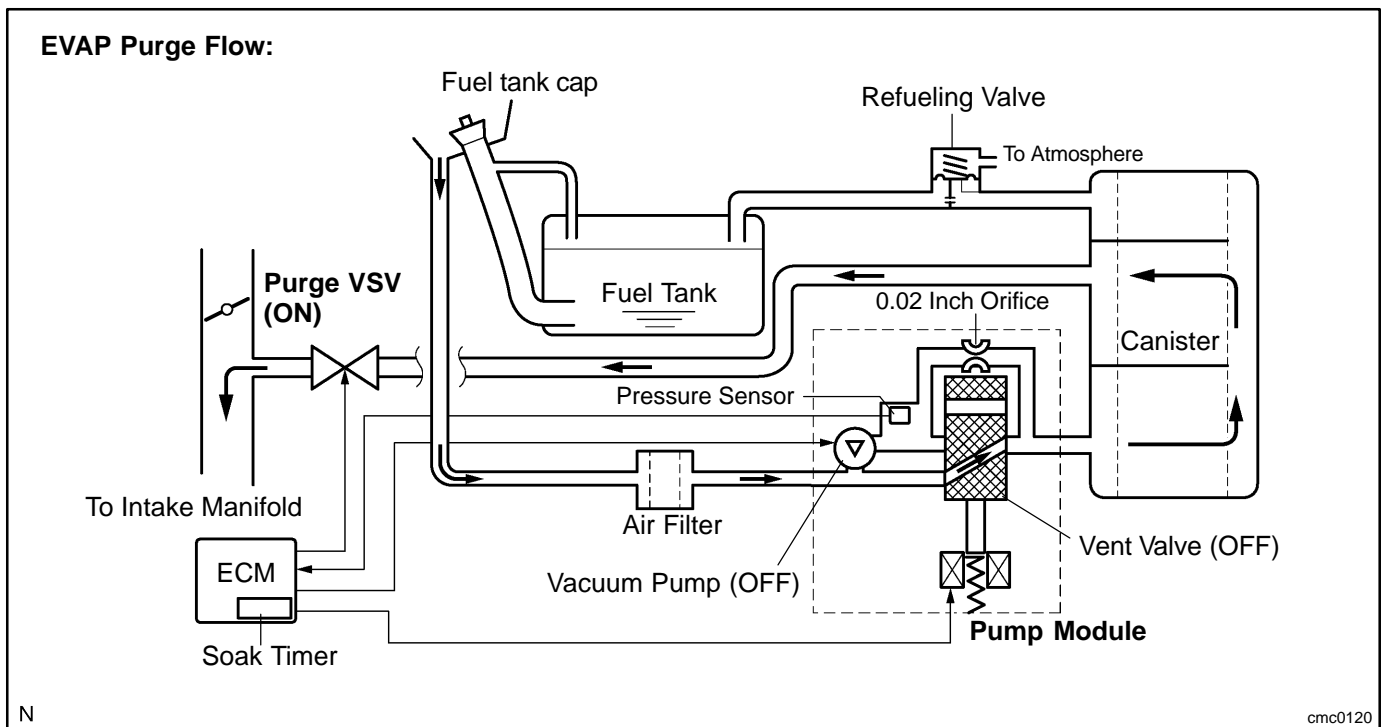 EVAP Purge Flow:
Fuel tank cap
Refueling Valve
To Atmosphere
Purge VSV
(ON)
Fuel Tank
0.02 Inch Orifice
Canister
Pressure Sensor
To Intake Manifold
Air Filter
Vent Valve (OFF)
ECM
Vacuum Pump (OFF)
Pump Module
Soak Timer
N
cmc0120